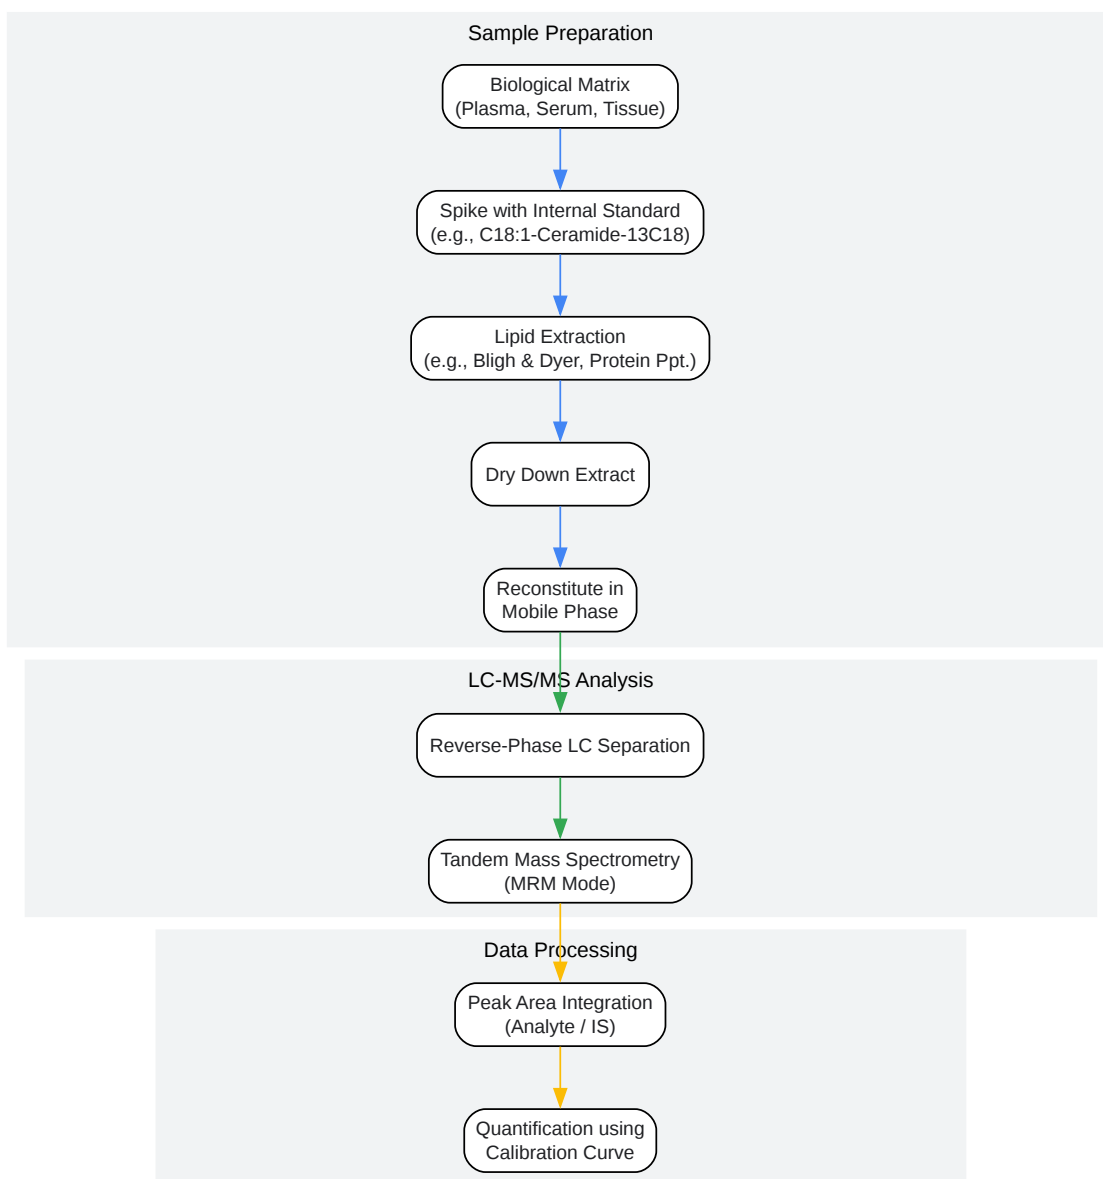 Sample Preparation
Biological Matrix
(Plasma, Serum, Tissue)
Spike with Internal Standard
(e.g., C18:1-Ceramide-13C18)
Lipid Extraction
(e.g., Bligh & Dyer, Protein Ppt.)
Dry Down Extract
Reconstitute in
Mobile Phase
LC-MS/MS Analysis
Reverse-Phase LC Separation
Tandem Mass Spectrometry
(MRM Mode)
Data Processing
Peak Area Integration
(Analyte / IS)
Quantification using
Calibration Curve